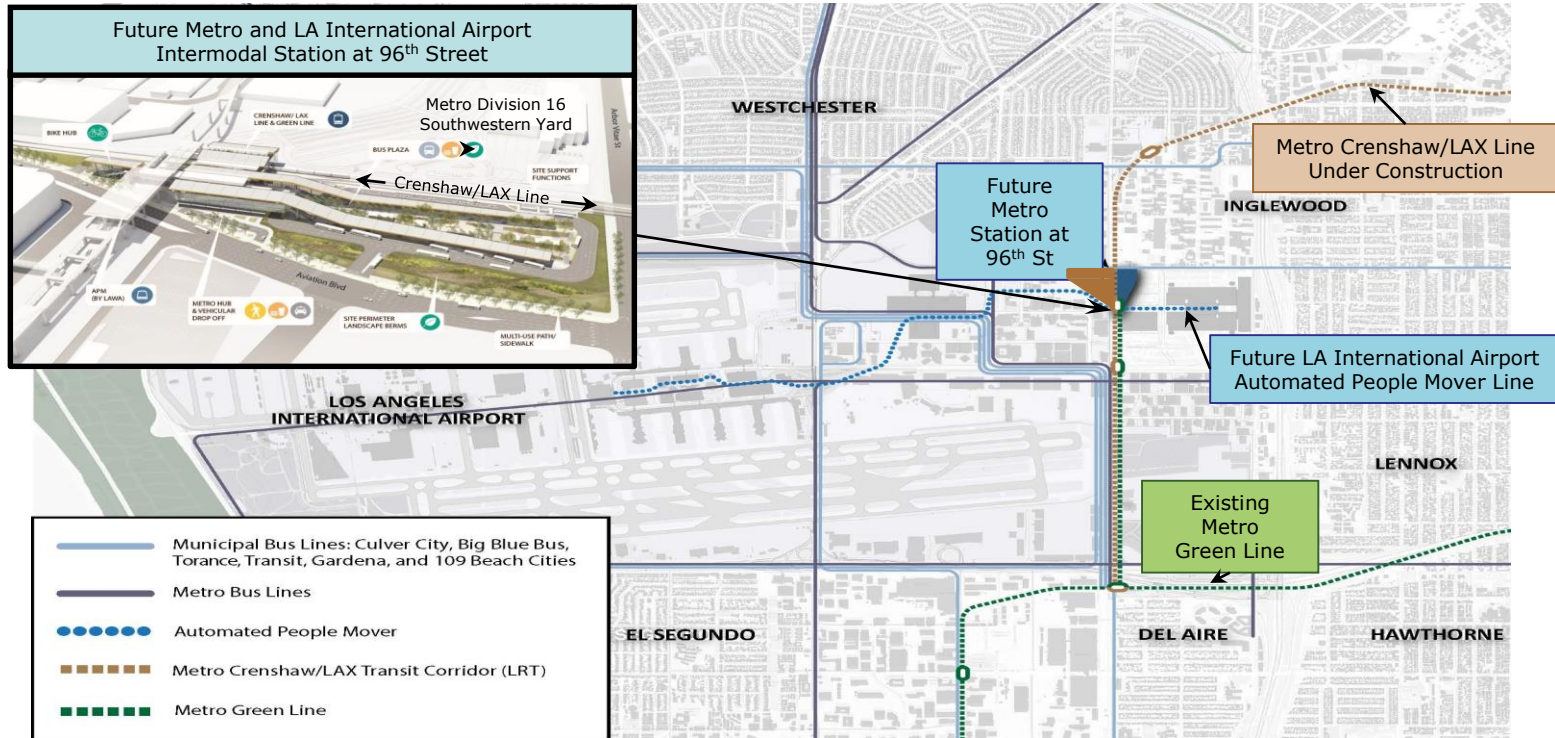 Future Metro and LA International Airport
Intermodal Station at 96th Street
Metro Division 16
Southwestern Yard
CRENSHAW/ LAX
LINE & GREEN LINE
BIKE HUB
BUS PLAZA
SITE SUPPORT
FUNCTIONS
Arbor Vitae St
Crenshaw/LAX Line
Aviation Blvd
APM
(BY LAWA)
METRO HUB
& VEHICULAR
DROP OFF
SITE PERIMETER
LANDSCAPE BERMS
MULTI-USE PATH/
SIDEWALK
WESTCHESTER
Metro Crenshaw/LAX Line
Under Construction
Future
Metro
Station at
96th St
INGLEWOOD
Future LA International Airport
Automated People Mover Line
LOS ANGELES
INTERNATIONAL AIRPORT
LENNOX
Existing
Metro
Green Line
EL SEGUNDO
DEL AIRE
HAWTHORNE
Municipal Bus Lines: Culver City, Big Blue Bus,
Torance, Transit, Gardena, and 109 Beach Cities
Metro Bus Lines
Automated People Mover
Metro Crenshaw/LAX Transit Corridor (LRT)
Metro Green Line